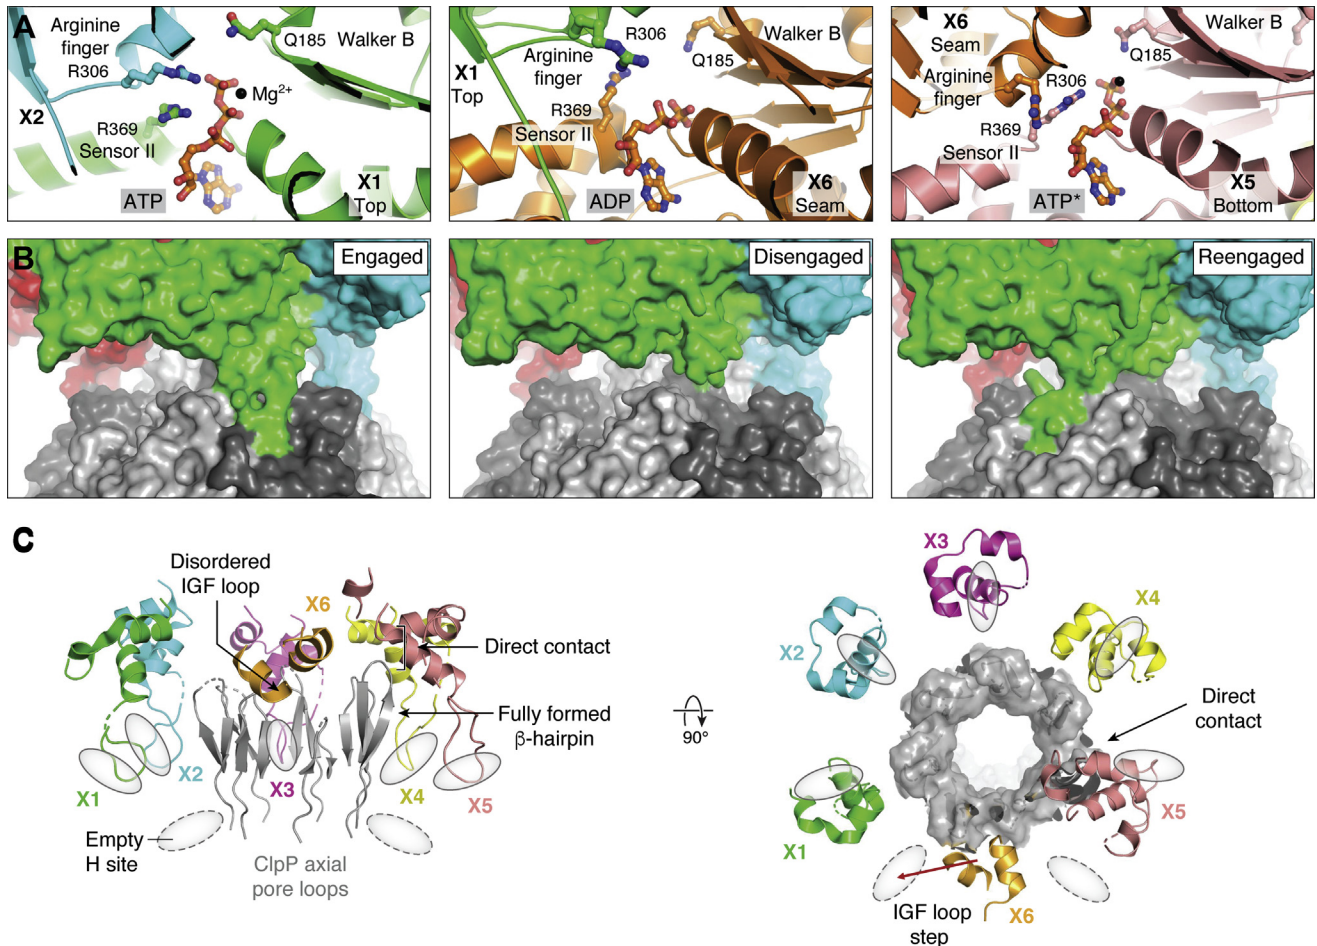 A
Arginine
finger
R306
X2
R369
Sensor II
ATP
Q185
Walker B
Mg2+
X1
Top
X1
Top
Arginine
finger
R306
R369
Sensor II
ADP
Q185
Walker B
X6
Seam
X6
Seam
Arginine
finger
R306
R369
Sensor II
ATP*
Q185
Walker B
X5
Bottom
B
Engaged
Disengaged
Reengaged
C
Disordered
IGF loop
X6
Direct contact
Fully formed
β-hairpin
X1
X2
X3
X4
X5
Empty
H site
ClpP axial
pore loops
90°
X3
X4
X2
Direct
contact
X5
X1
X6
IGF loop
step